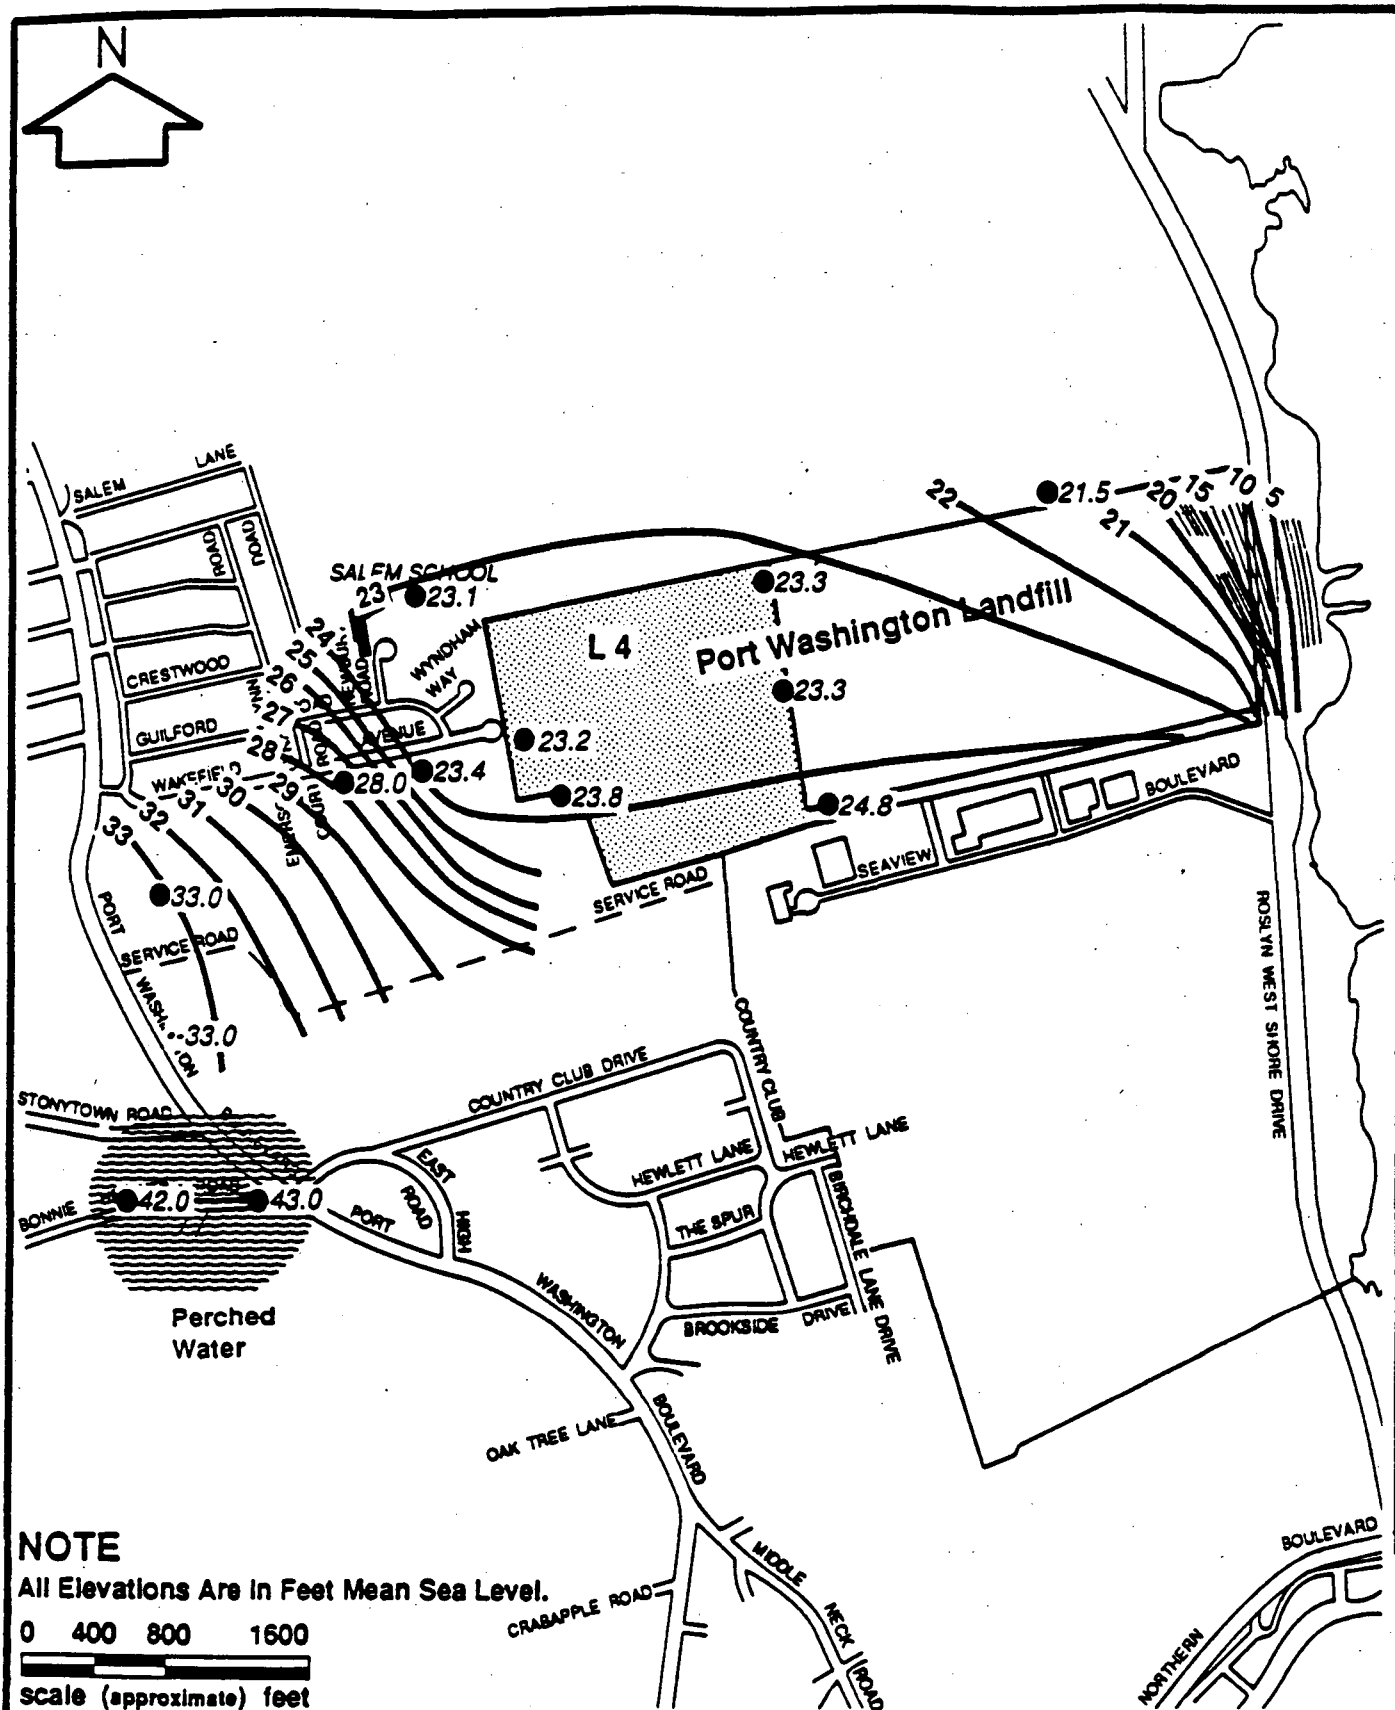 N
SALEM LANE
ROAD
ROAD
SALEM SCHOOL
23
23.1
21.5
22
21
20
15
10
5
23.3
L 4
Port Washington Landfill
WYNDHAM WAY
24
25
26
27
28
29
30
31
32
33
CRESTWOOD
GUILFORD
WAKEFIELD
ROAD
AVENUE
COURT
23.3
23.2
23.4
28.0
23.8
24.8
BOULEVARD
SEAVIEW
SERVICE ROAD
33.0
PORT
SERVICE ROAD
33.0
ROSLYN WEST SHORE DRIVE
COUNTRY CLUB
COUNTRY CLUB DRIVE
STONYTOWN ROAD
HEWLETT LANE
HEWLETT LANE
EAST
ROAD
HIGH
BIRCHDALE LANE DRIVE
BONNIE
42.0
43.0
PORT
THE SPUR
WASHINGTON
BROOKSIDE DRIVE
Perched
Water
BOULEVARD
OAK TREE LANE
NOTE
All Elevations Are In Feet Mean Sea Level.
MIDDLE
NECK
ROAD
CRABAPPLE ROAD
BOULEVARD
NORTHERN
0 400 800 1600
scale (approximate) feet